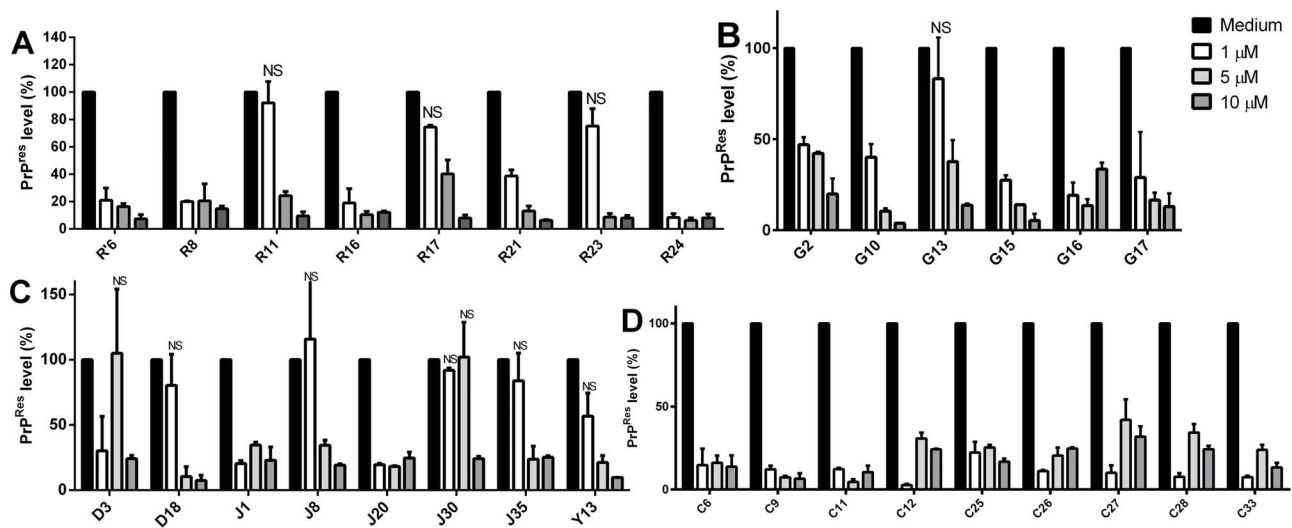 A
PrP^res level (%)
140
120
100
80
60
40
20
0
NS
NS
NS
R'6
R8
R11
R16
R17
R21
R23
R24
B
PrP^Res level (%)
100
50
0
NS
G2
G10
G13
G15
G16
G17
Medium
1 µM
5 µM
10 µM
C
PrP^Res level (%)
150
100
50
0
NS
NS
NS
NS
NS
NS
NS
D3
D18
J1
J8
J20
J30
J35
Y13
D
PrP^Res level (%)
100
50
0
C6
C9
C11
C12
C25
C26
C27
C28
C33